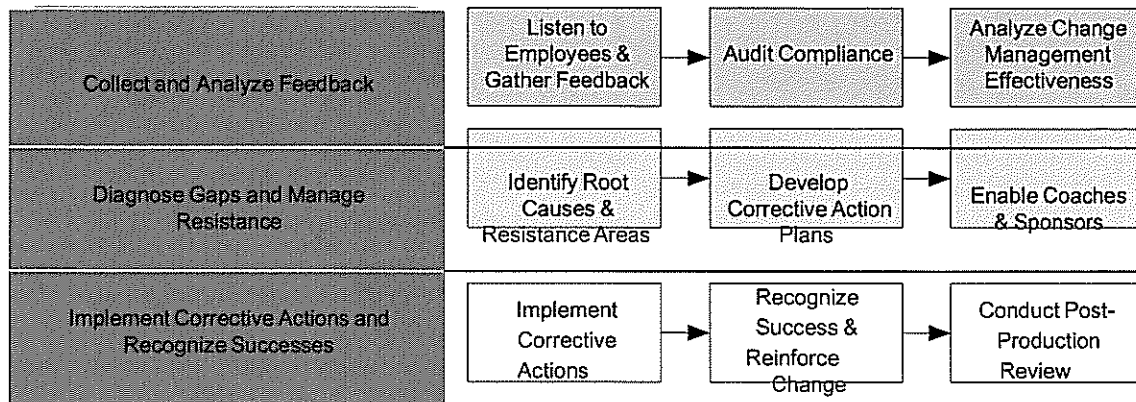 Collect and Analyze Feedback
Listen to
Employees &
Gather Feedback
Audit Compliance
Analyze Change
Management
Effectiveness
Diagnose Gaps and Manage
Resistance
Identify Root
Causes &
Resistance Areas
Develop
Corrective Action
Plans
Enable Coaches
& Sponsors
Implement Corrective Actions and
Recognize Successes
Implement
Corrective
Actions
Recognize
Success &
Reinforce
Change
Conduct Post-
Production
Review